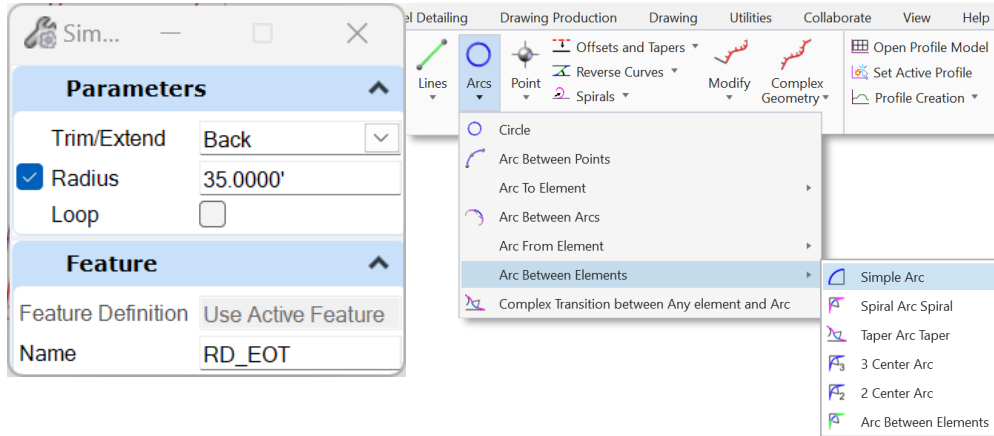 Sim...
Parameters
Trim/Extend Back
Radius 35.0000'
Loop
Feature
Feature Definition Use Active Feature
Name RD_EOT
el Detailing Drawing Production Drawing Utilities Collaborate View Help
Lines
Arcs
Point
Offsets and Tapers
Reverse Curves
Spirals
Modify
Complex
Geometry
Open Profile Model
Set Active Profile
Profile Creation
Circle
Arc Between Points
Arc To Element
Arc Between Arcs
Arc From Element
Arc Between Elements
Complex Transition between Any element and Arc
Simple Arc
Spiral Arc Spiral
Taper Arc Taper
3 Center Arc
2 Center Arc
Arc Between Elements